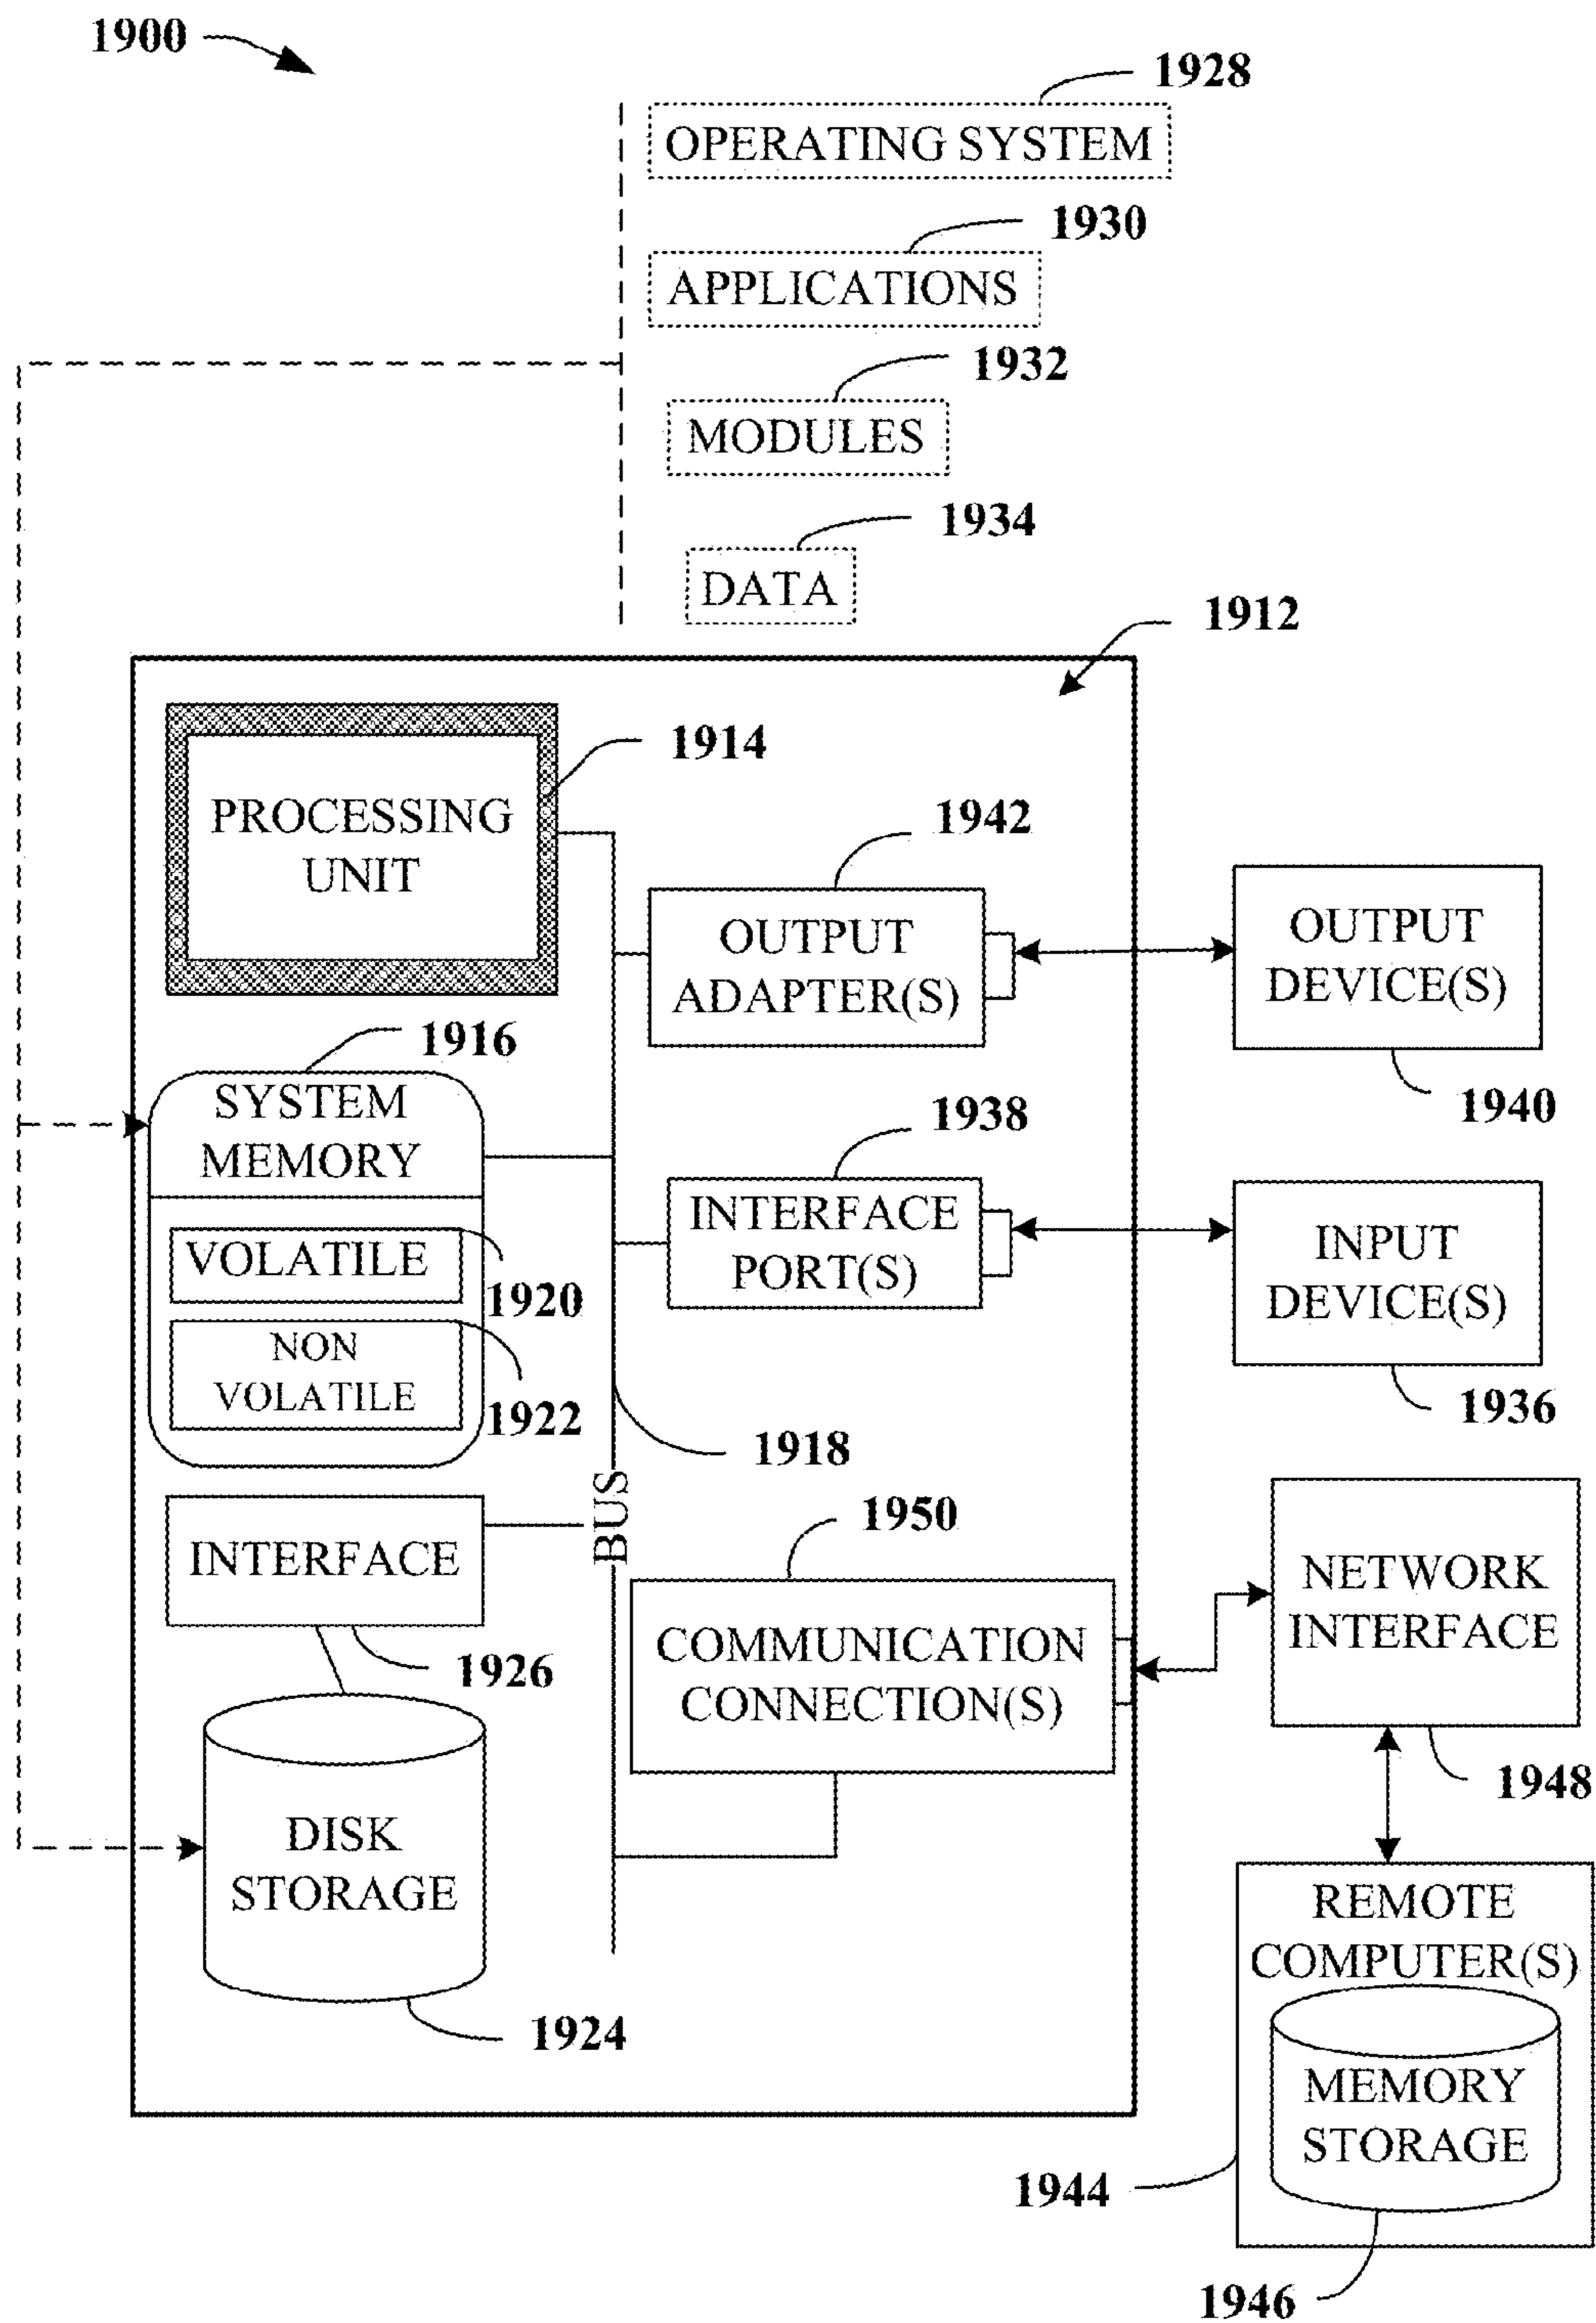 1900
1928
OPERATING SYSTEM
1930
APPLICATIONS
1932
MODULES
1934
DATA
1912
1914
PROCESSING
UNIT
1942
OUTPUT
ADAPTER(S)
OUTPUT
DEVICE(S)
1940
1916
SYSTEM
MEMORY
VOLATILE
1920
NON
VOLATILE
1922
1938
INTERFACE
PORT(S)
INPUT
DEVICE(S)
1936
1918
BUS
INTERFACE
1926
1950
COMMUNICATION
CONNECTION(S)
NETWORK
INTERFACE
1948
DISK
STORAGE
1924
REMOTE
COMPUTER(S)
MEMORY
STORAGE
1944
1946